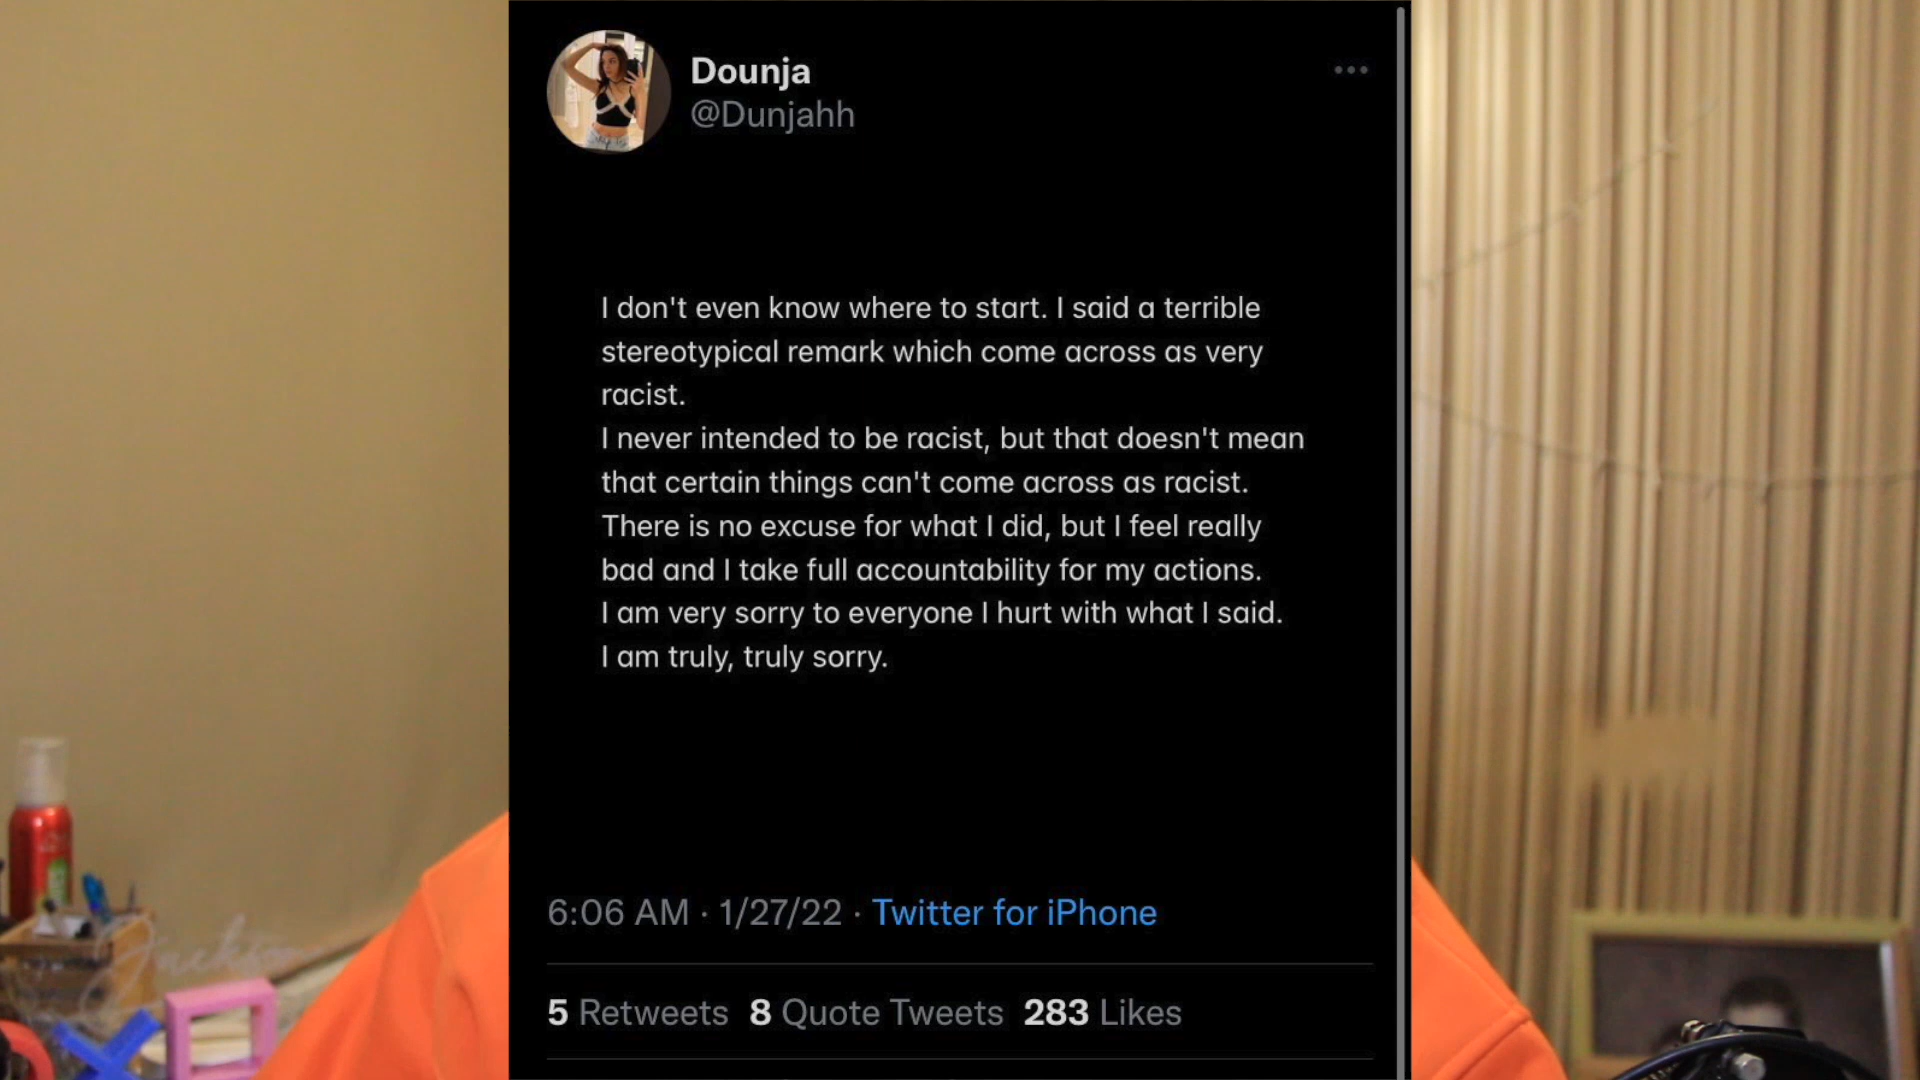 Dounja
@Dunjahh
I don't even know where to start. I said a terrible
stereotypical remark which come across as very
racist.
I never intended to be racist, but that doesn't mean
that certain things can't come across as racist.
There is no excuse for what I did, but I feel really
bad and I take full accountability for my actions.
I am very sorry to everyone I hurt with what I said.
I am truly, truly sorry.
6:06 AM · 1/27/22 · Twitter for iPhone
5 Retweets 8 Quote Tweets 283 Likes
Jackson